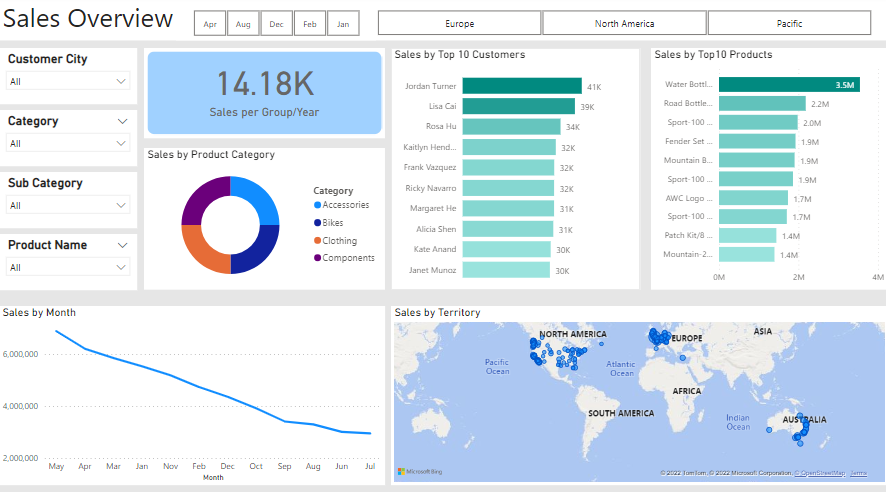 Sales Overview
Apr
Aug
Dec
Feb
Jan
Europe
North America
Pacific
Customer City
All
Category
All
Sub Category
All
Product Name
All
14.18K
Sales per Group/Year
Sales by Product Category
Category
Accessories
Bikes
Clothing
Components
Sales by Top 10 Customers
Jordan Turner 41K
Lisa Cai 39K
Rosa Hu 34K
Kaitlyn Hend... 32K
Frank Vazquez 32K
Ricky Navarro 32K
Margaret He 31K
Alicia Shen 31K
Kate Anand 30K
Janet Munoz 30K
Sales by Top10 Products
Water Bottl... 3.5M
Road Bottle... 2.2M
Sport-100 ... 2.0M
Fender Set ... 1.9M
Mountain B... 1.9M
Sport-100 ... 1.9M
AWC Logo ... 1.7M
Sport-100 ... 1.7M
Patch Kit/8 ... 1.4M
Mountain-2... 1.4M
0M 2M 4M
Sales by Month
6,000,000
4,000,000
2,000,000
May Apr Mar Jan Nov Feb Dec Oct Sep Aug Jun Jul
Month
Sales by Territory
NORTH AMERICA
EUROPE
ASIA
Pacific
Ocean
Atlantic
Ocean
AFRICA
SOUTH AMERICA
Indian
Ocean
AUSTRALIA
Microsoft Bing
© 2022 TomTom, © 2022 Microsoft Corporation, © OpenStreetMap Terms